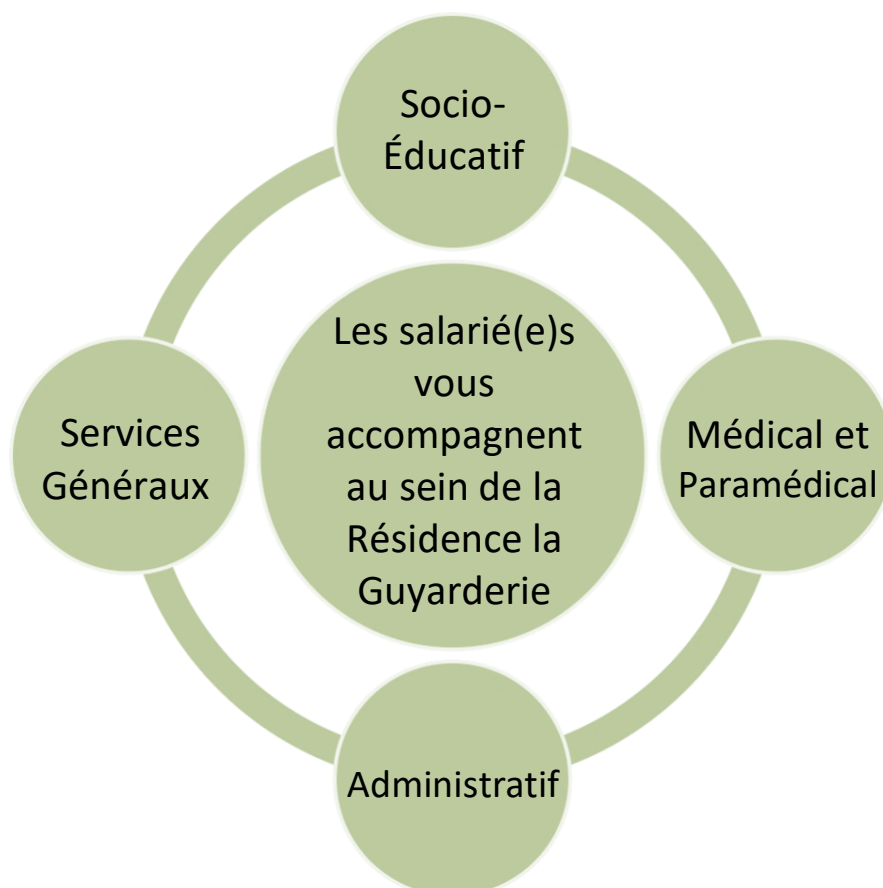 Socio-
Éducatif
Les salarié(e)s
vous
accompagnent
au sein de la
Résidence la
Guyarderie
Services
Généraux
Médical et
Paramédical
Administratif